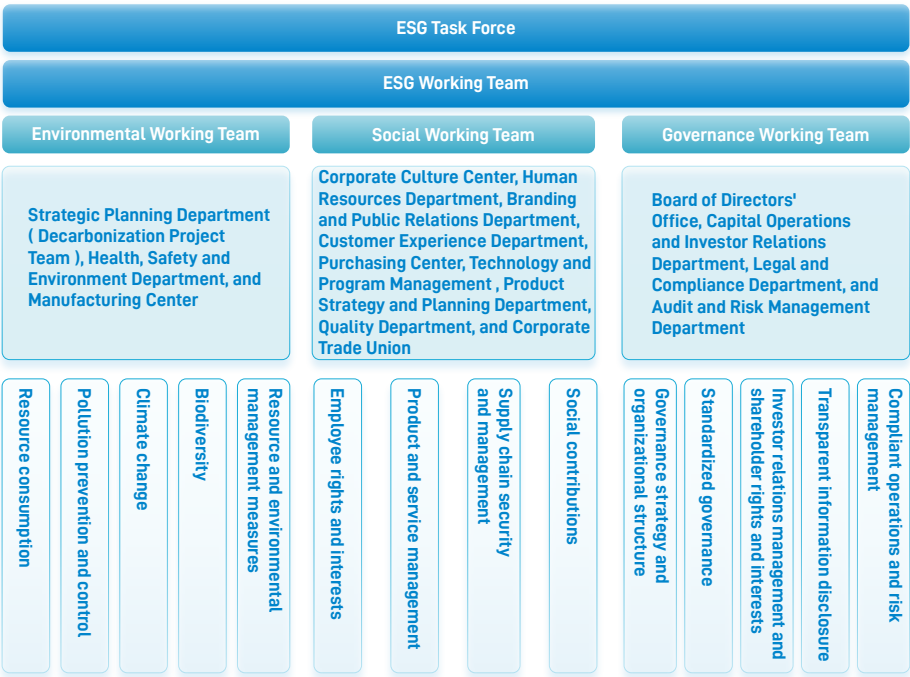 ESG Task Force
ESG Working Team
Environmental Working Team
Social Working Team
Governance Working Team
Strategic Planning Department
( Decarbonization Project
Team ), Health, Safety and
Environment Department, and
Manufacturing Center
Corporate Culture Center, Human
Resources Department, Branding
and Public Relations Department,
Customer Experience Department,
Purchasing Center, Technology and
Program Management , Product
Strategy and Planning Department,
Quality Department, and Corporate
Trade Union
Board of Directors'
Office, Capital Operations
and Investor Relations
Department, Legal and
Compliance Department, and
Audit and Risk Management
Department
Resource consumption
Pollution prevention and control
Climate change
Biodiversity
Resource and environmental
management measures
Employee rights and interests
Product and service management
Supply chain security
and management
Social contributions
Governance strategy and
organizational structure
Standardized governance
Investor relations management and
shareholder rights and interests
Transparent information disclosure
Compliant operations and risk
management